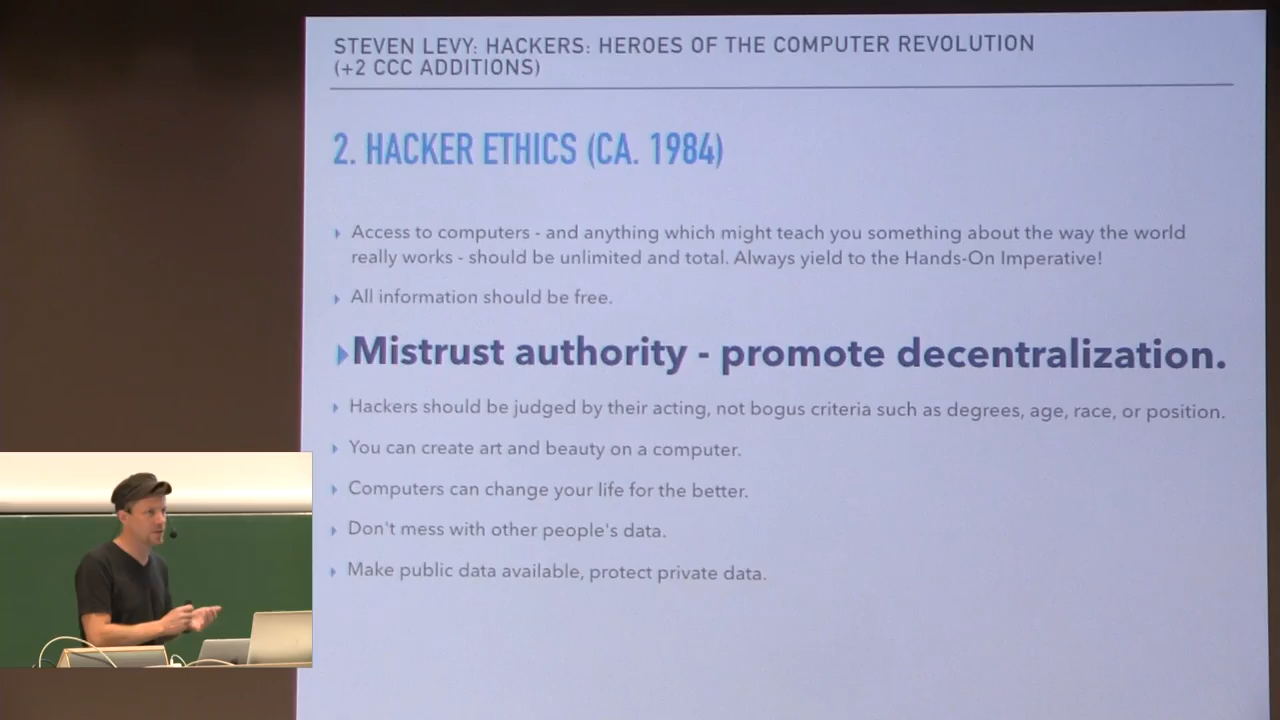 STEVEN LEVY: HACKERS: HEROES OF THE COMPUTER REVOLUTION
(+2 CCC ADDITIONS)
2. HACKER ETHICS (CA. 1984)
Access to computers - and anything which might teach you something about the way the world
really works - should be unlimited and total. Always yield to the Hands-On Imperative!
All information should be free.
Mistrust authority - promote decentralization.
Hackers should be judged by their acting, not bogus criteria such as degrees, age, race, or position.
You can create art and beauty on a computer.
Computers can change your life for the better.
Don't mess with other people's data.
Make public data available, protect private data.